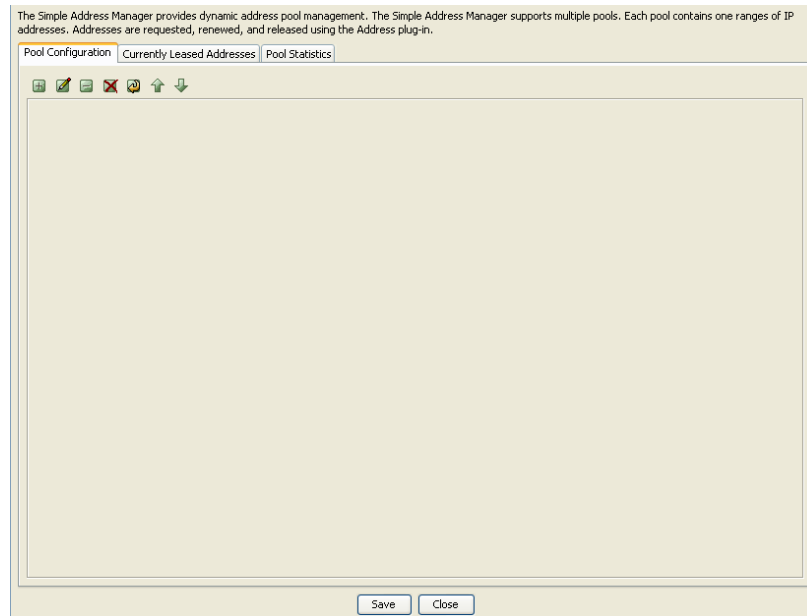 The Simple Address Manager provides dynamic address pool management. The Simple Address Manager supports multiple pools. Each pool contains one ranges of IP
addresses. Addresses are requested, renewed, and released using the Address plug-in.
Pool Configuration Currently Leased Addresses Pool Statistics
Save Close